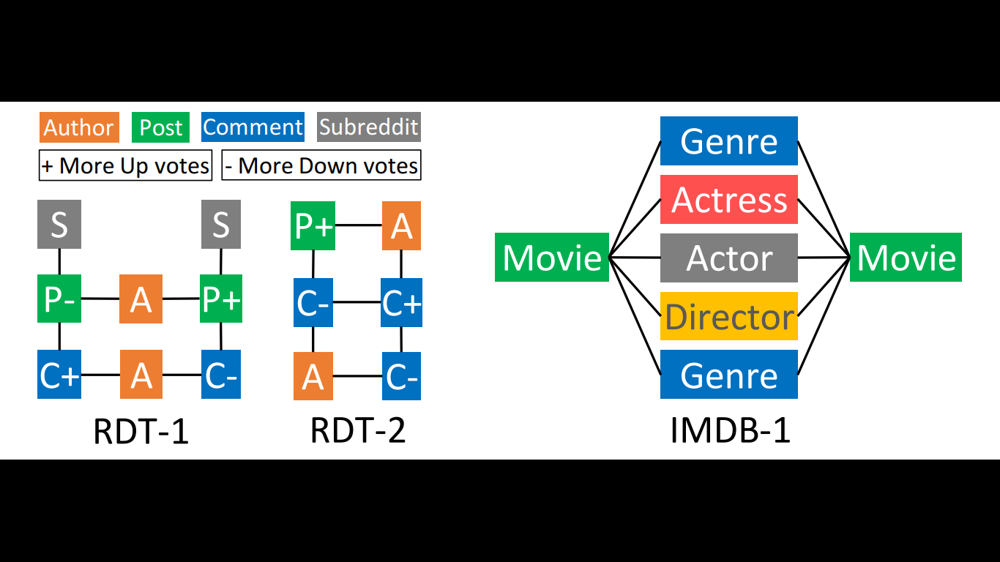 Author Post Comment Subreddit
+ More Up votes - More Down votes
S S
P- A P+
C+ A C-
RDT-1
P+ A
C- C+
A C-
RDT-2
Genre
Actress
Movie Actor Movie
Director
Genre
IMDB-1